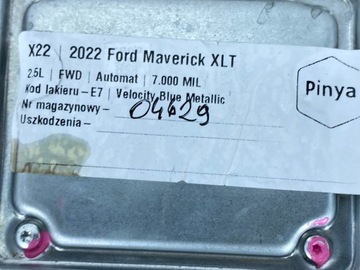 X22 | 2022 Ford Maverick XLT
2.5L | FWD | Automat | 7.000 MIL
Kod lakieru – E7 | Velocity Blue Metallic
Nr magazynowy – 04629
Uszkodzenia –
Pinya